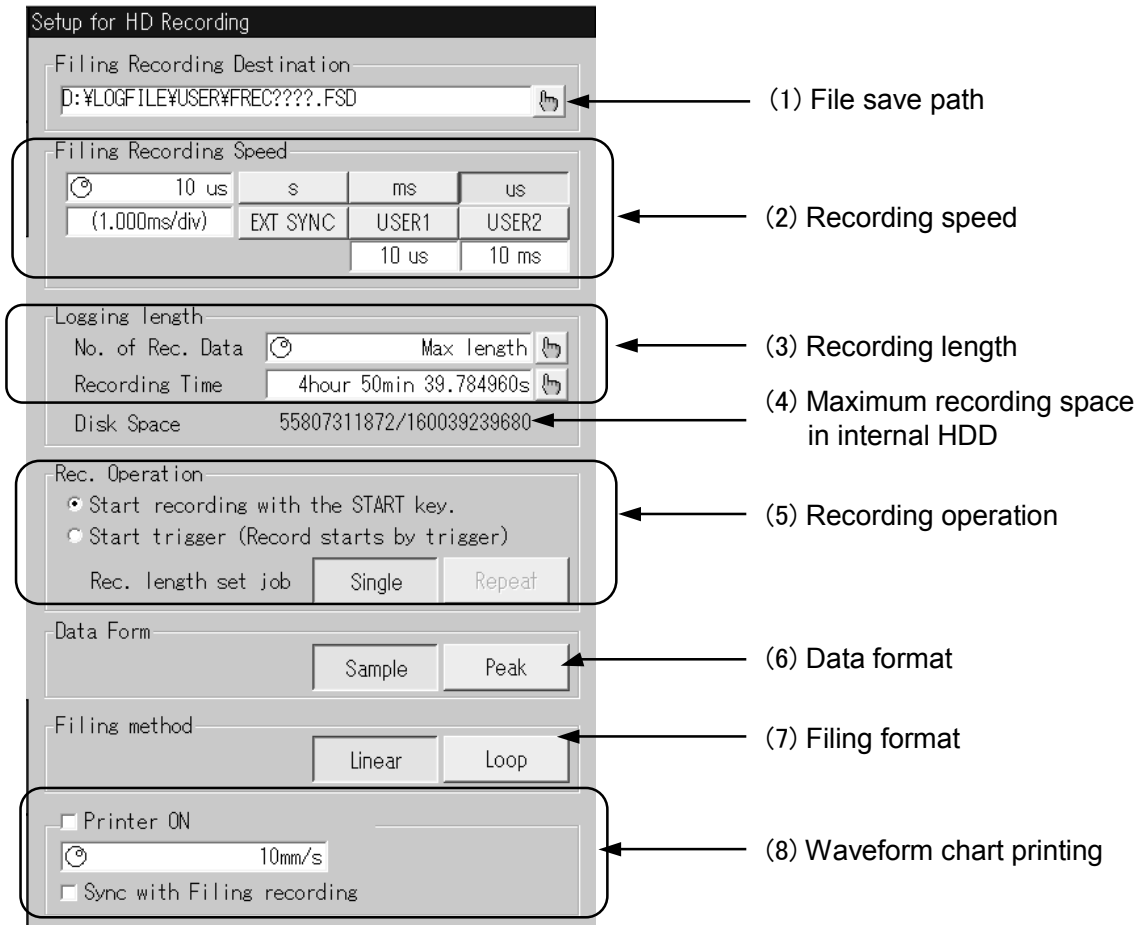 Setup for HD Recording
Filing Recording Destination
D:¥LOGFILE¥USER¥FREC????.FSD
(1) File save path
Filing Recording Speed
10 us s ms us
(1.000ms/div) EXT SYNC USER1 USER2
10 us 10 ms
(2) Recording speed
Logging length
No. of Rec. Data Max length
Recording Time 4hour 50min 39.784960s
(3) Recording length
Disk Space 55807311872/160039239680
(4) Maximum recording space
in internal HDD
Rec. Operation
Start recording with the START key.
Start trigger (Record starts by trigger)
Rec. length set job Single Repeat
(5) Recording operation
Data Form
Sample Peak
(6) Data format
Filing method
Linear Loop
(7) Filing format
Printer ON
10mm/s
Sync with Filing recording
(8) Waveform chart printing